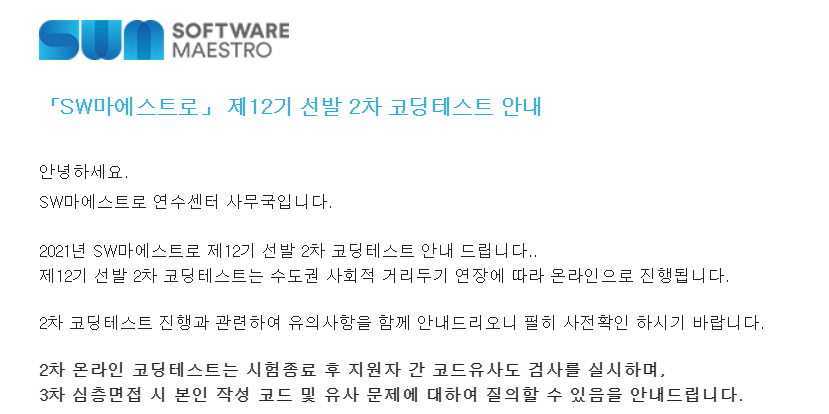 SWM SOFTWARE
MAESTRO
「SW마에스트로」 제12기 선발 2차 코딩테스트 안내
안녕하세요.
SW마에스트로 연수센터 사무국입니다.
2021년 SW마에스트로 제12기 선발 2차 코딩테스트 안내 드립니다..
제12기 선발 2차 코딩테스트는 수도권 사회적 거리두기 연장에 따라 온라인으로 진행됩니다.
2차 코딩테스트 진행과 관련하여 유의사항을 함께 안내드리오니 필히 사전확인 하시기 바랍니다.
2차 온라인 코딩테스트는 시험종료 후 지원자 간 코드유사도 검사를 실시하며,
3차 심층면접 시 본인 작성 코드 및 유사 문제에 대하여 질의할 수 있음을 안내드립니다.